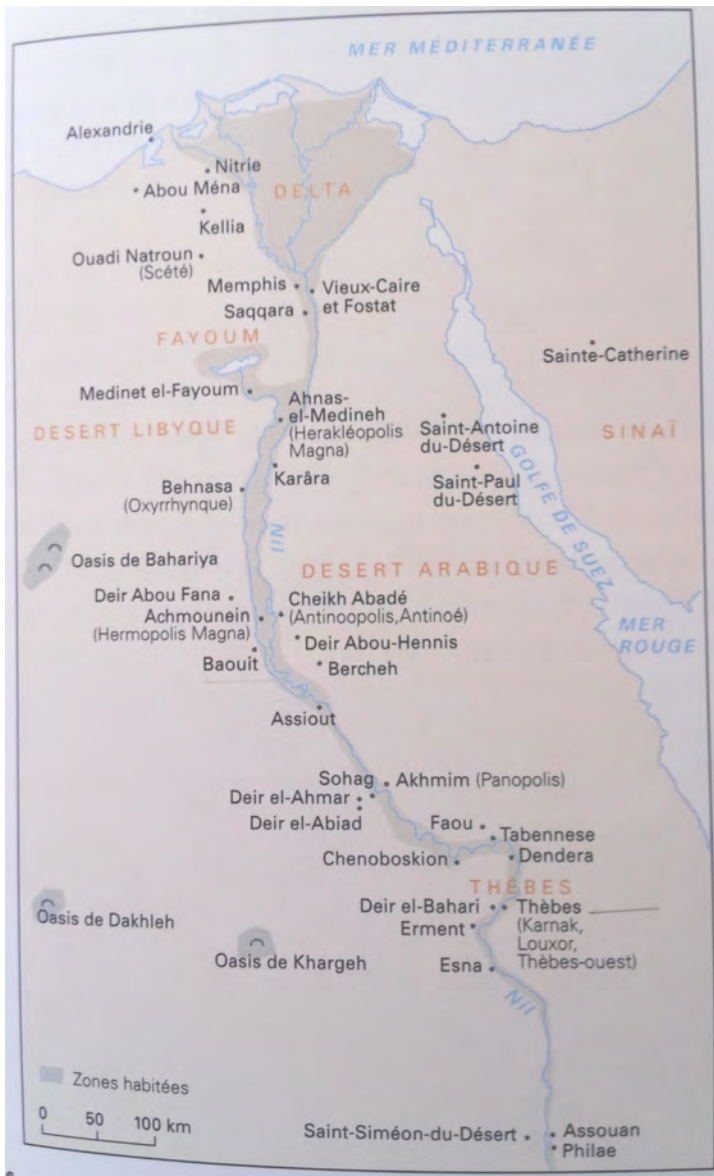 MER MÉDITERRANÉE
Alexandrie
Nitrie
Abou Ména
DELTA
Kellia
Ouadi Natroun
(Scété)
Memphis
Vieux-Caire
et Fostat
Saqqara
FAYOUM
Sainte-Catherine
Medinet el-Fayoum
Ahnas-
el-Medineh
(Herakléopolis
Magna)
DESERT LIBYQUE
Saint-Antoine
du-Désert
SINAÏ
Karâra
Saint-Paul
du-Désert
GOLFE DE SUEZ
Behnasa
(Oxyrrhynque)
Nil
Oasis de Bahariya
DESERT ARABIQUE
Deir Abou Fana
Cheikh Abadé
(Antinoopolis,Antinoé)
Achmounein
(Hermopolis Magna)
MER
ROUGE
Deir Abou-Hennis
Baouit
Bercheh
Assiout
Sohag
Akhmim (Panopolis)
Deir el-Ahmar
Deir el-Abiad
Faou
Tabennese
Chenoboskion
Dendera
THÈBES
Deir el-Bahari
Thèbes
(Karnak,
Louxor,
Thèbes-ouest)
Oasis de Dakhleh
Erment
Oasis de Khargeh
Esna
Nil
Zones habitées
0 50 100 km
Saint-Siméon-du-Désert
Assouan
Philae